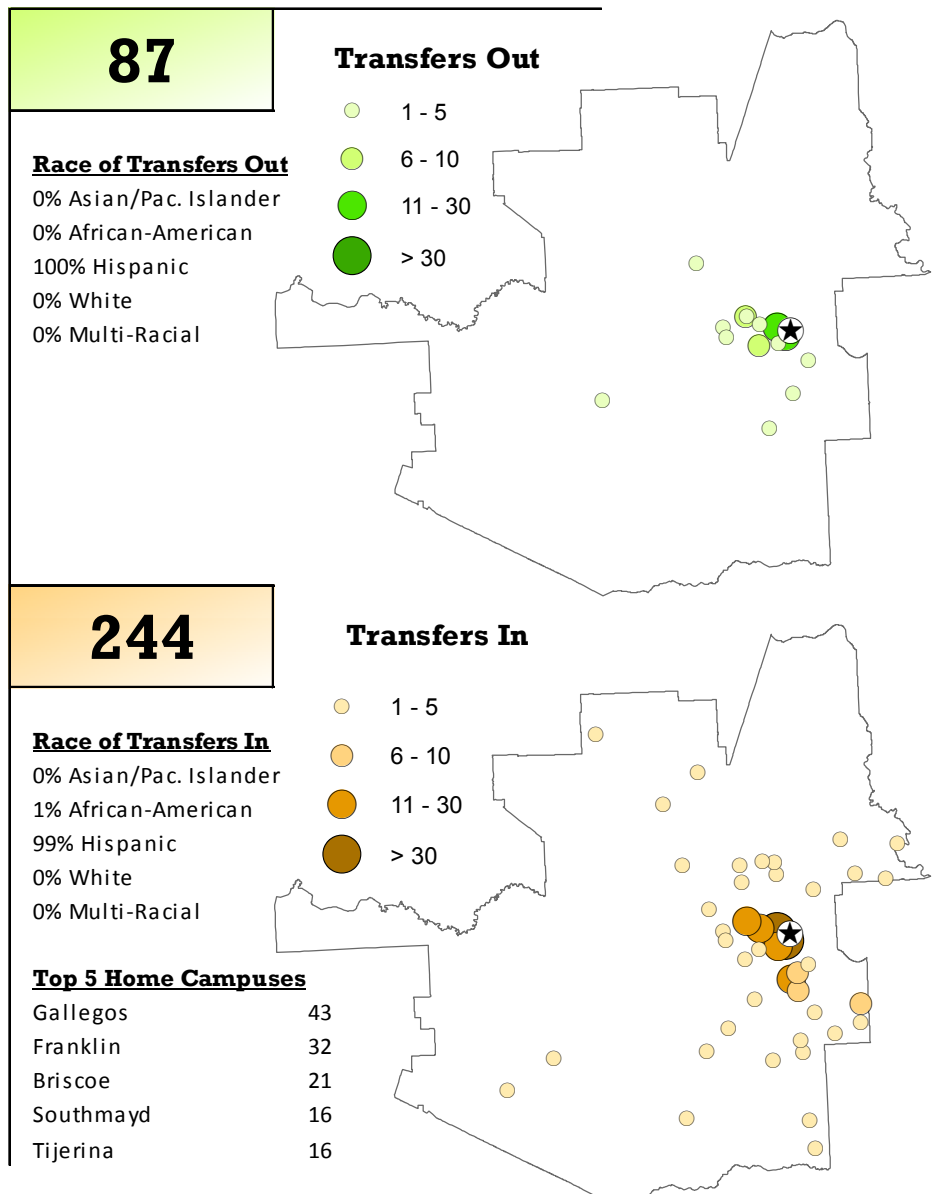 87
Transfers Out
1 - 5
6 - 10
11 - 30
> 30
Race of Transfers Out
0% Asian/Pac. Islander
0% African-American
100% Hispanic
0% White
0% Multi-Racial
244
Transfers In
1 - 5
6 - 10
11 - 30
> 30
Race of Transfers In
0% Asian/Pac. Islander
1% African-American
99% Hispanic
0% White
0% Multi-Racial
Top 5 Home Campuses
Gallegos 43
Franklin 32
Briscoe 21
Southmayd 16
Tijerina 16